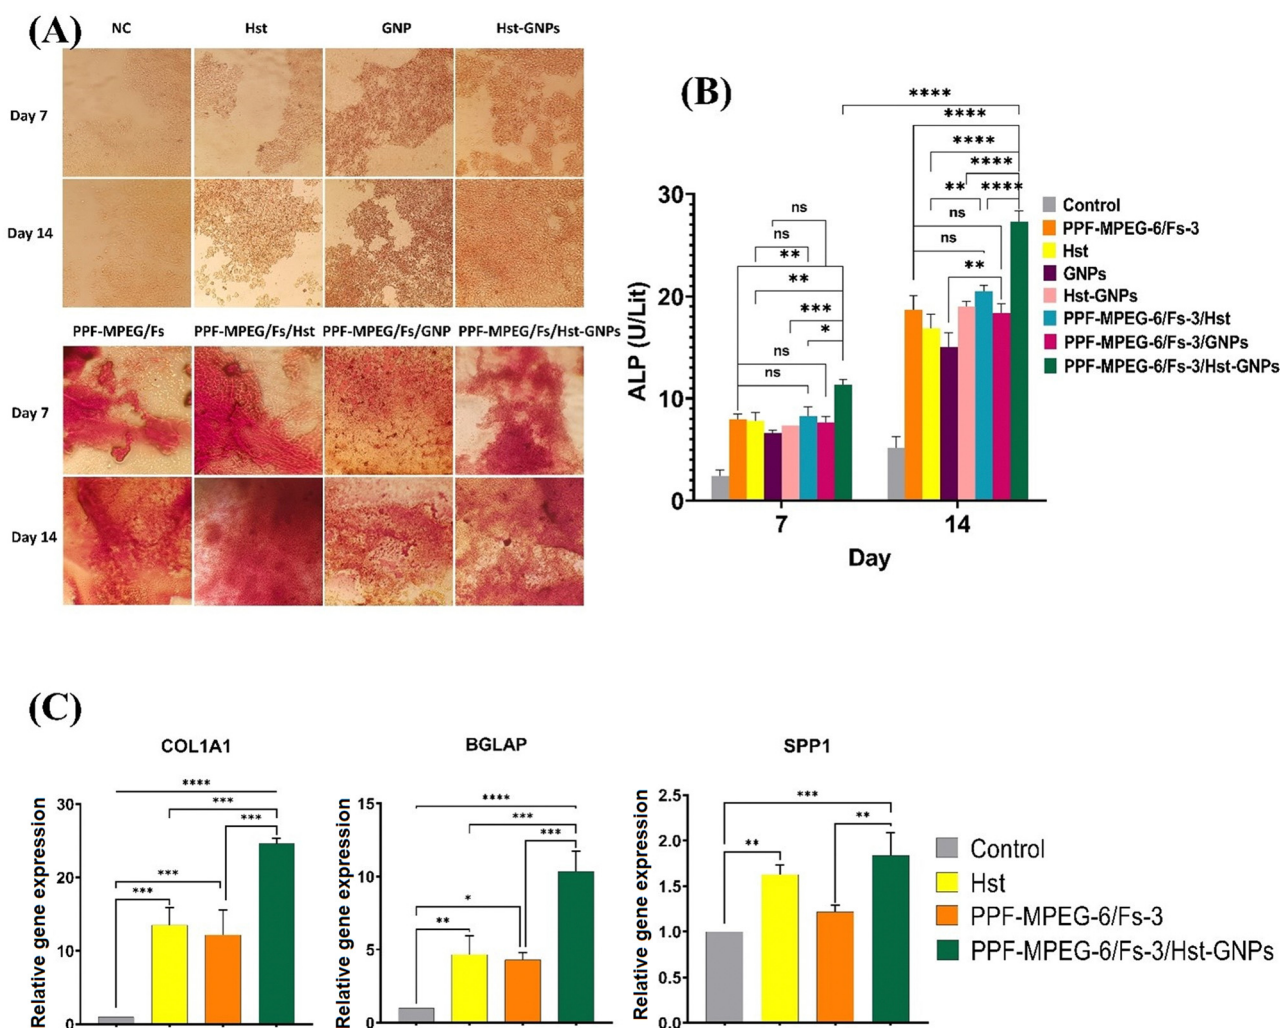 (A)
NC Hst GNP Hst-GNPs
Day 7
Day 14
PPF-MPEG/Fs PPF-MPEG/Fs/Hst PPF-MPEG/Fs/GNP PPF-MPEG/Fs/Hst-GNPs
Day 7
Day 14
(B)
****
****
****
****
** ****
ns
ns
**
ns
ns
**
**
***
*
ns
ns
30
20
10
0
ALP (U/Lit)
7 14
Day
Control
PPF-MPEG-6/Fs-3
Hst
GNPs
Hst-GNPs
PPF-MPEG-6/Fs-3/Hst
PPF-MPEG-6/Fs-3/GNPs
PPF-MPEG-6/Fs-3/Hst-GNPs
(C)
COL1A1
Relative gene expression
30
20
10
0
****
***
***
***
***
BGLAP
Relative gene expression
15
10
5
0
****
***
***
*
**
SPP1
Relative gene expression
2.5
2.0
1.5
1.0
0.5
0.0
***
**
**
Control
Hst
PPF-MPEG-6/Fs-3
PPF-MPEG-6/Fs-3/Hst-GNPs